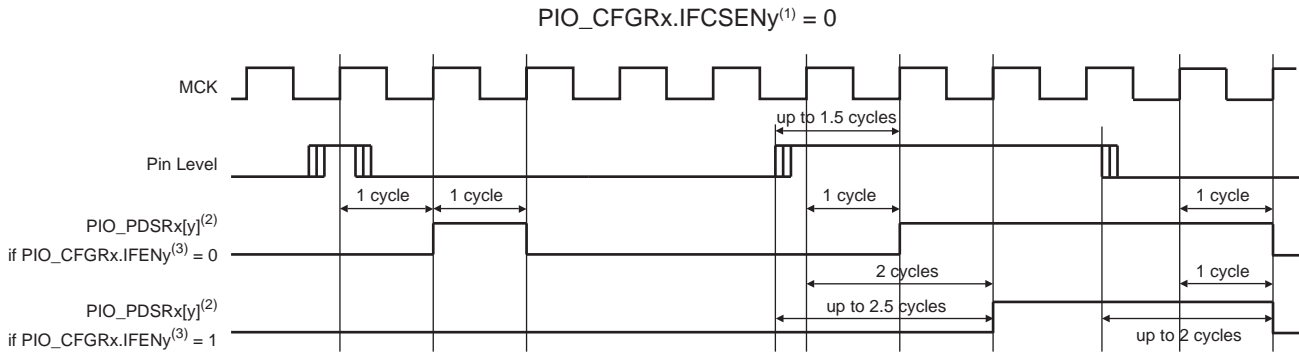 PIO_CFGRx.IFCSENy(1) = 0
MCK
up to 1.5 cycles
Pin Level
1 cycle
1 cycle
1 cycle
1 cycle
PIO_PDSRx[y](2)
if PIO_CFGRx.IFENy(3) = 0
2 cycles
1 cycle
PIO_PDSRx[y](2)
up to 2.5 cycles
if PIO_CFGRx.IFENy(3) = 1
up to 2 cycles